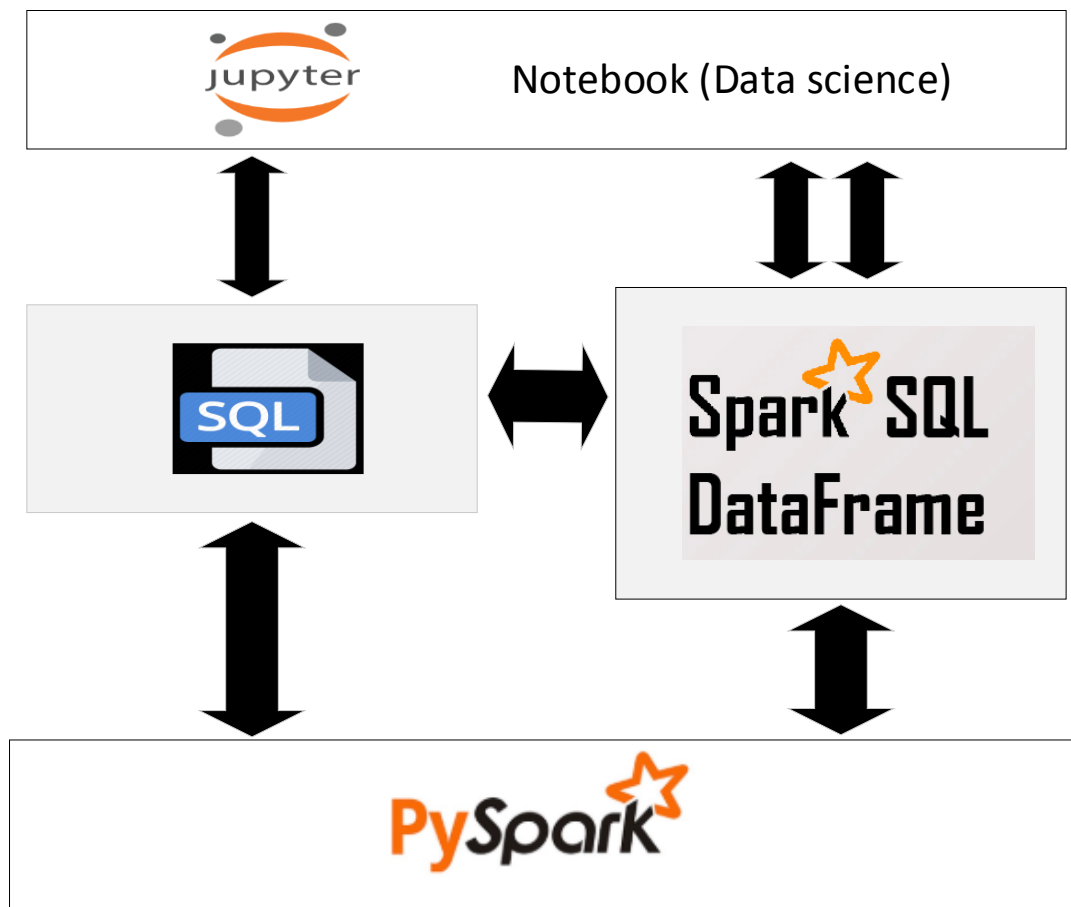 jupyter
Notebook (Data science)
SQL
Spark SQL
DataFrame
PySpark